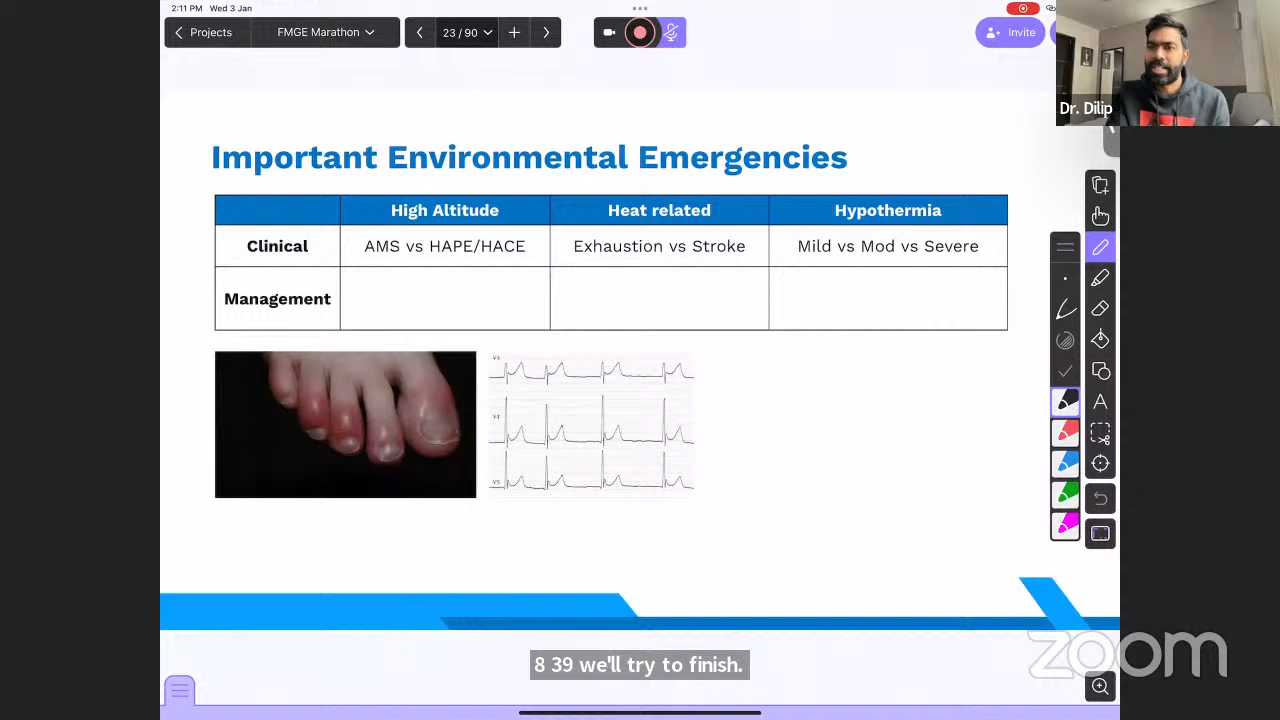 2:11 PM Wed 3 Jan
Projects FMGE Marathon 23 / 90 Invite
Dr. Dilip
Important Environmental Emergencies
High Altitude Heat related Hypothermia
Clinical AMS vs HAPE/HACE Exhaustion vs Stroke Mild vs Mod vs Severe
Management
V4
V5
A
8 39 we'll try to finish.
zoom